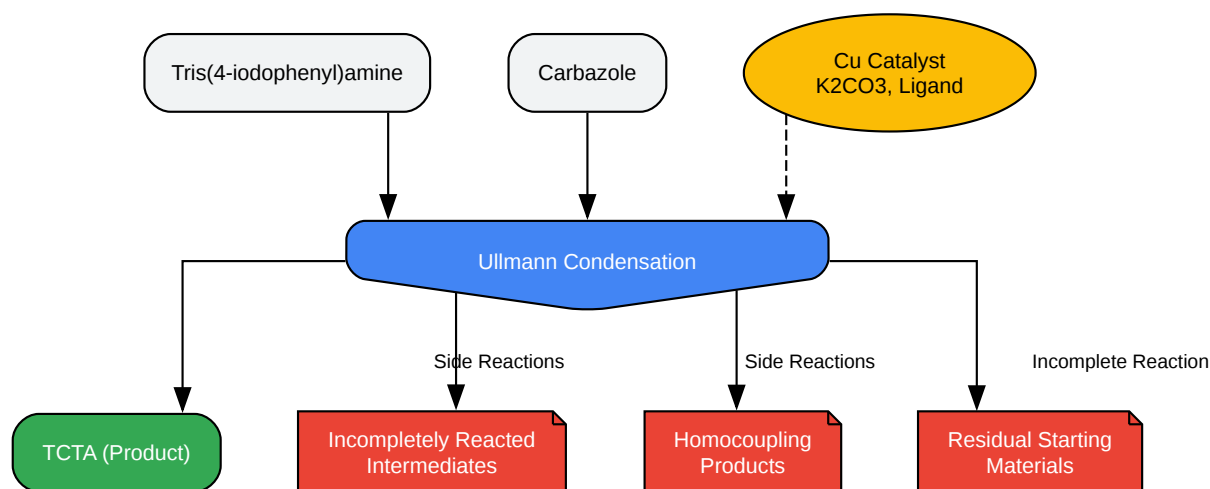 Tris(4-iodophenyl)amine
Carbazole
Cu Catalyst
K2CO3, Ligand
Ullmann Condensation
Side Reactions
Side Reactions
Incomplete Reaction
TCTA (Product)
Incompletely Reacted
Intermediates
Homocoupling
Products
Residual Starting
Materials